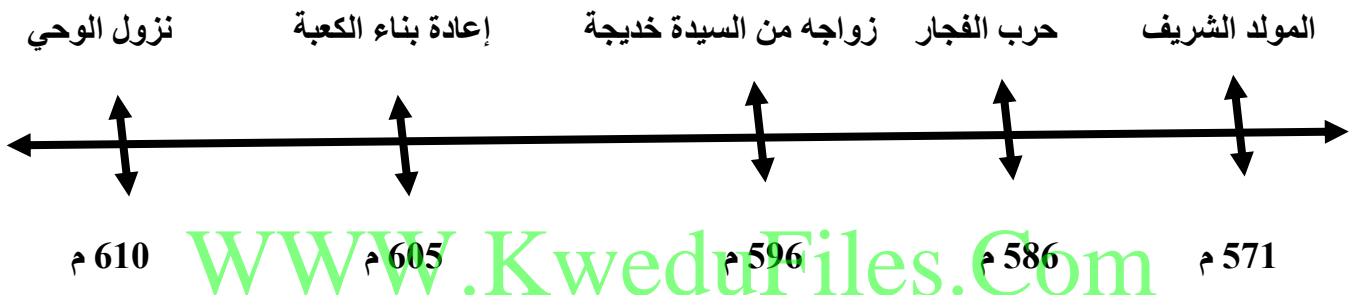 المولد الشريف حرب الفجار زواجه من السيدة خديجة إعادة بناء الكعبة نزول الوحي
571 م 586 م 596 م 605 م 610 م
WWW.KweduFiles.Com